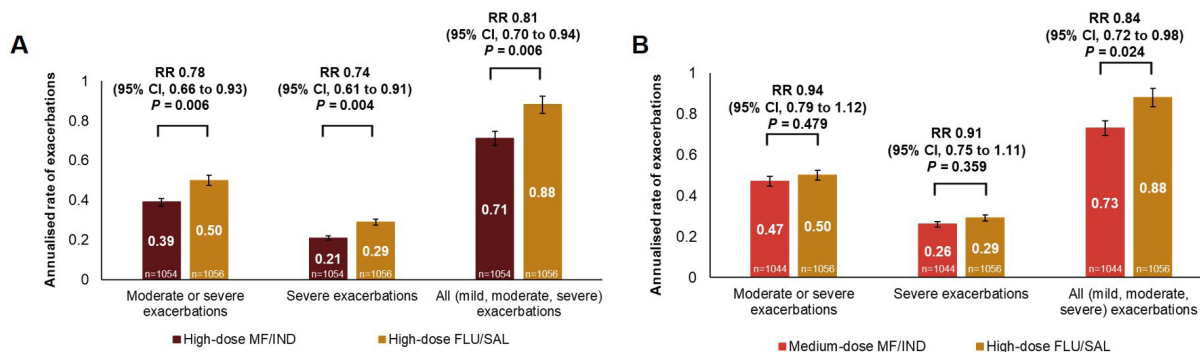 A
Annualised rate of exacerbations
1
0.8
0.6
0.4
0.2
0
RR 0.78
(95% CI, 0.66 to 0.93)
P = 0.006
RR 0.74
(95% CI, 0.61 to 0.91)
P = 0.004
RR 0.81
(95% CI, 0.70 to 0.94)
P = 0.006
0.39
n=1054
0.50
n=1056
0.21
n=1054
0.29
n=1056
0.71
n=1054
0.88
n=1056
Moderate or severe
exacerbations
Severe exacerbations
All (mild, moderate, severe)
exacerbations
High-dose MF/IND
High-dose FLU/SAL
B
Annualised rate of exacerbations
1
0.8
0.6
0.4
0.2
0
RR 0.94
(95% CI, 0.79 to 1.12)
P = 0.479
RR 0.91
(95% CI, 0.75 to 1.11)
P = 0.359
RR 0.84
(95% CI, 0.72 to 0.98)
P = 0.024
0.47
n=1044
0.50
n=1056
0.26
n=1044
0.29
n=1056
0.73
n=1044
0.88
n=1056
Moderate or severe
exacerbations
Severe exacerbations
All (mild, moderate,
severe) exacerbations
Medium-dose MF/IND
High-dose FLU/SAL